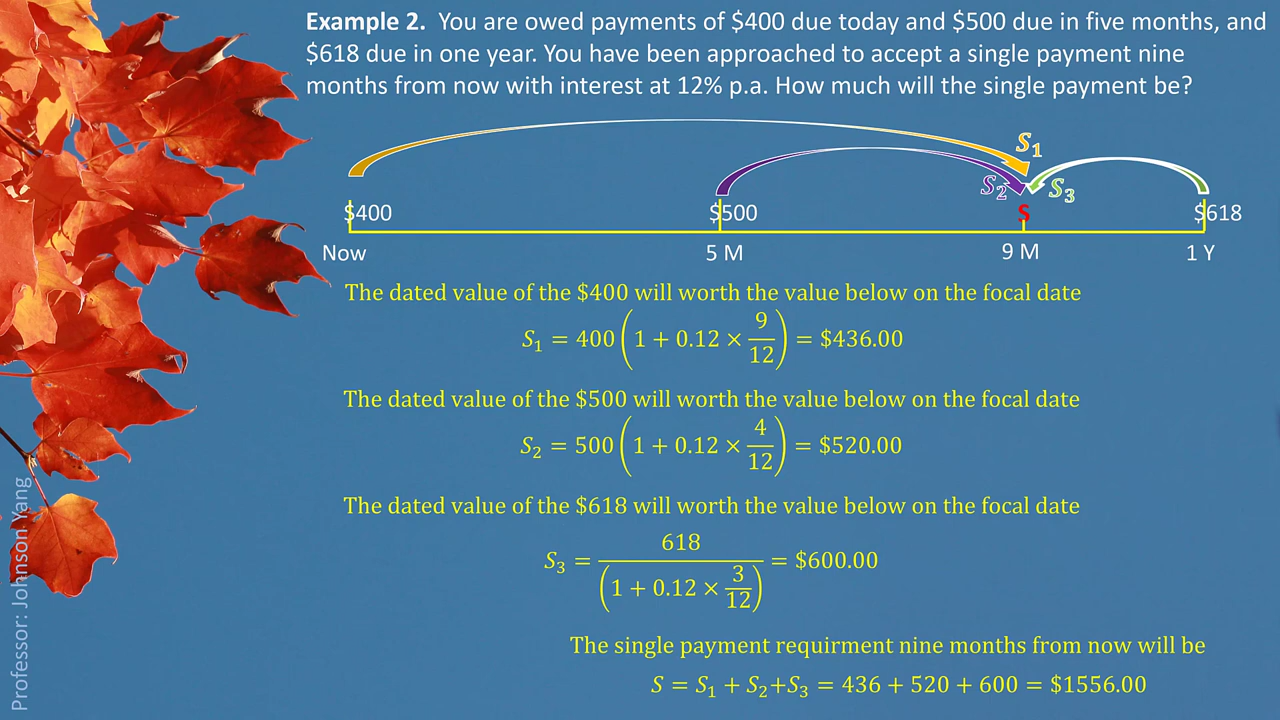 Example 2. You are owed payments of $400 due today and $500 due in five months, and
$618 due in one year. You have been approached to accept a single payment nine
months from now with interest at 12% p.a. How much will the single payment be?
S₁
S₂ S₃
$400 $500 S $618
Now 5 M 9 M 1 Y
The dated value of the $400 will worth the value below on the focal date
S₁ = 400 (1 + 0.12 × 9/12) = $436.00
The dated value of the $500 will worth the value below on the focal date
S₂ = 500 (1 + 0.12 × 4/12) = $520.00
The dated value of the $618 will worth the value below on the focal date
S₃ = 618 / (1 + 0.12 × 3/12) = $600.00
The single payment requirment nine months from now will be
S = S₁ + S₂+S₃ = 436 + 520 + 600 = $1556.00
Professor: Johnson Yang